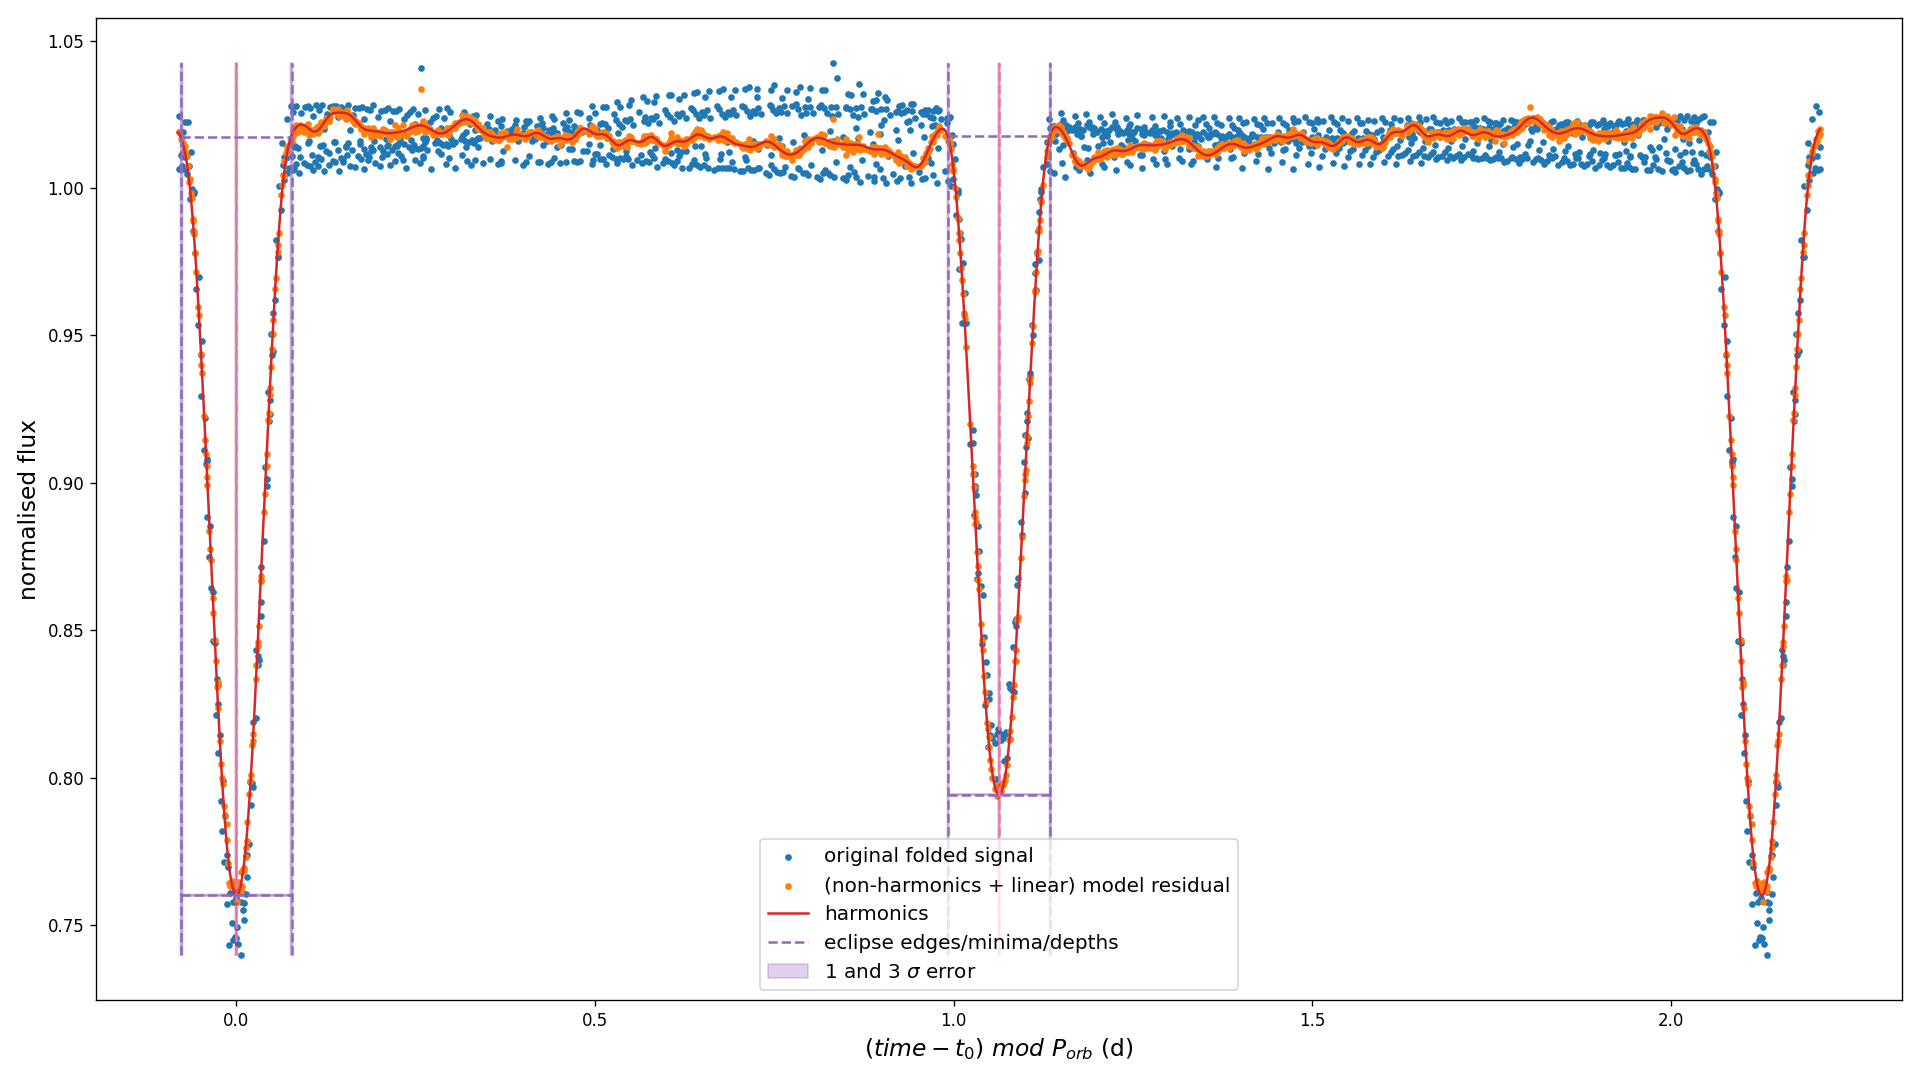 1.05
1.00
0.95
0.90
0.85
0.80
0.75
normalised flux
original folded signal
(non-harmonics + linear) model residual
harmonics
eclipse edges/minima/depths
1 and 3 σ error
0.0 0.5 1.0 1.5 2.0
(time − t₀) mod Pₒᵣb (d)